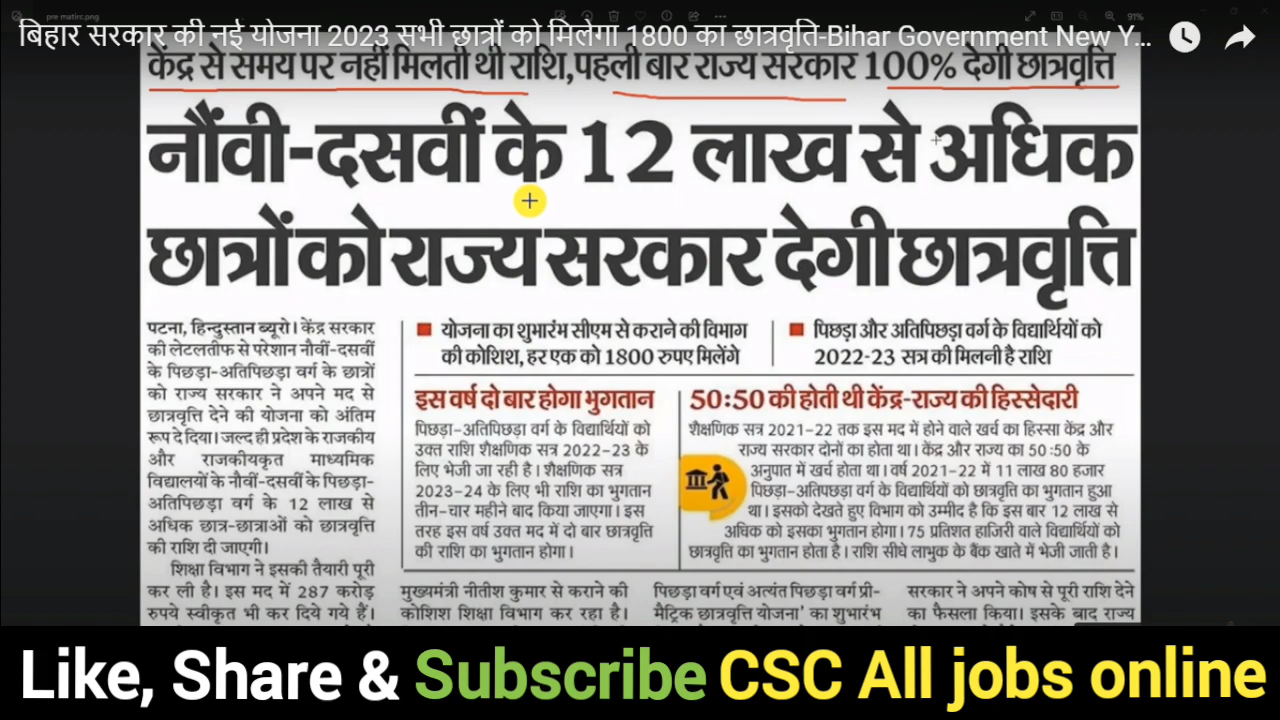 pre matirc.png
91%
बिहार सरकार की नई योजना 2023 सभी छात्रों को मिलेगा 1800 का छात्रवृति-Bihar Government New Y...
केंद्र से समय पर नहीं मिलती थी राशि,पहली बार राज्य सरकार 100% देगी छात्रवृत्ति
नौंवी-दसवीं के 12 लाख से अधिक
छात्रों को राज्य सरकार देगी छात्रवृत्ति
पटना, हिन्दुस्तान ब्यूरो। केंद्र सरकार
की लेटलतीफ से परेशान नौवीं-दसवीं
के पिछड़ा-अतिपिछड़ा वर्ग के छात्रों
को राज्य सरकार ने अपने मद से
छात्रवृत्ति देने की योजना को अंतिम
रूप दे दिया। जल्द ही प्रदेश के राजकीय
और राजकीयकृत माध्यमिक
विद्यालयों के नौवीं-दसवीं के पिछड़ा-
अतिपिछड़ा वर्ग के 12 लाख से
अधिक छात्र-छात्राओं को छात्रवृत्ति
की राशि दी जाएगी।
शिक्षा विभाग ने इसकी तैयारी पूरी
कर ली है। इस मद में 287 करोड़
रुपये स्वीकृत भी कर दिये गये हैं।
योजना का शुभारंभ सीएम से कराने की विभाग
की कोशिश, हर एक को 1800 रुपए मिलेंगे
पिछड़ा और अतिपिछड़ा वर्ग के विद्यार्थियों को
2022-23 सत्र की मिलनी है राशि
इस वर्ष दो बार होगा भुगतान
पिछड़ा-अतिपिछड़ा वर्ग के विद्यार्थियों को
उक्त राशि शैक्षणिक सत्र 2022-23 के
लिए भेजी जा रही है। शैक्षणिक सत्र
2023-24 के लिए भी राशि का भुगतान
तीन-चार महीने बाद किया जाएगा। इस
तरह इस वर्ष उक्त मद में दो बार छात्रवृत्ति
की राशि का भुगतान होगा।
50:50 की होती थी केंद्र-राज्य की हिस्सेदारी
शैक्षणिक सत्र 2021-22 तक इस मद में होने वाले खर्च का हिस्सा केंद्र और
राज्य सरकार दोनों का होता था। केंद्र और राज्य का 50:50 के
अनुपात में खर्च होता था। वर्ष 2021-22 में 11 लाख 80 हजार
पिछड़ा-अतिपछड़ा वर्ग के विद्यार्थियों को छात्रवृति का भुगतान हुआ
था। इसको देखते हुए विभाग को उम्मीद है कि इस बार 12 लाख से
अधिक को इसका भुगतान होगा। 75 प्रतिशत हाजिरी वाले विद्यार्थियों को
छात्रवृत्ति का भुगतान होता है। राशि सीधे लाभुक के बैंक खाते में भेजी जाती है।
मुख्यमंत्री नीतीश कुमार से कराने की
कोशिश शिक्षा विभाग कर रहा है।
पिछड़ा वर्ग एवं अत्यंत पिछड़ा वर्ग प्री-
मैट्रिक छात्रवृत्ति योजना' का शुभारंभ
सरकार ने अपने कोष से पूरी राशि देने
का फैसला किया। इसके बाद राज्य
Like, Share & Subscribe CSC All jobs online